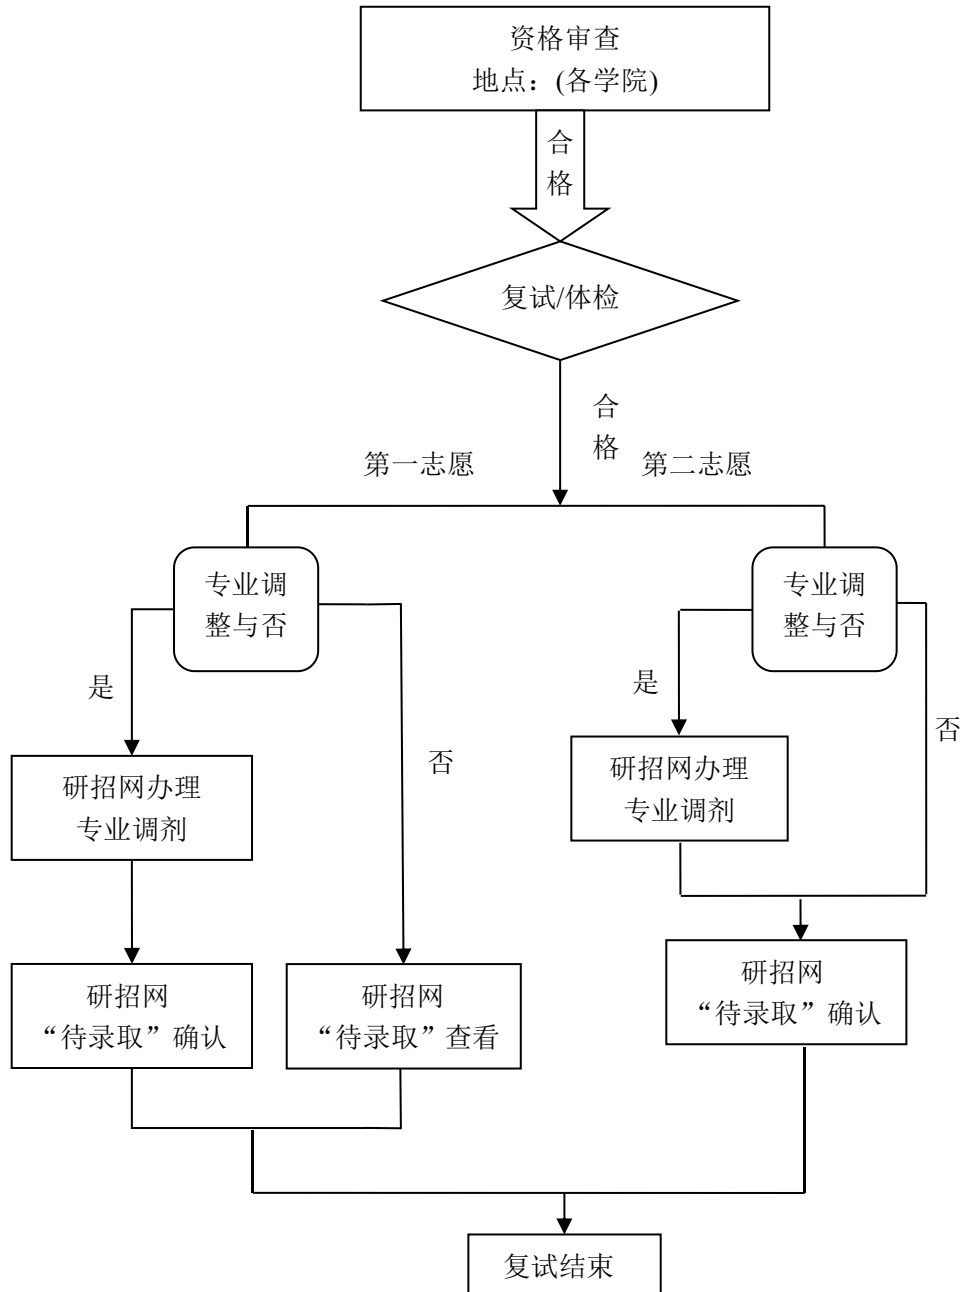 资格审查
地点：(各学院)
合
格
复试/体检
合
格
第一志愿
第二志愿
专业调
整与否
专业调
整与否
是
否
是
否
研招网办理
专业调剂
研招网办理
专业调剂
研招网
“待录取”确认
研招网
“待录取”查看
研招网
“待录取”确认
复试结束